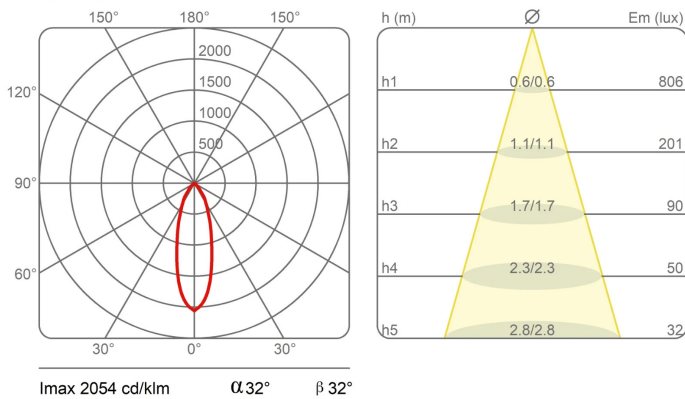 150° 180° 150°
2000
1500
1000
500
120°
90°
60°
30° 0° 30°
Imax 2054 cd/klm α 32° β 32°
h (m) Ø Em (lux)
h1 0.6/0.6 806
h2 1.1/1.1 201
h3 1.7/1.7 90
h4 2.3/2.3 50
h5 2.8/2.8 32